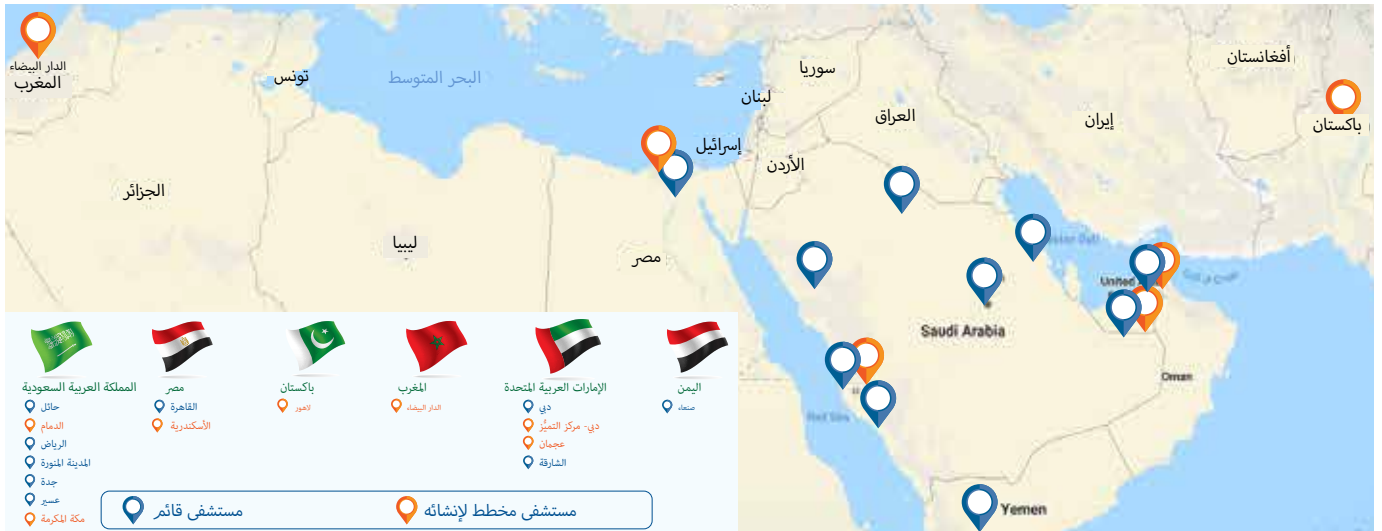 الدار البيضاء
المغرب
تونس
البحر المتوسط
لبنان
سوريا
أفغانستان
باكستان
إيران
العراق
إسرائيل
الأردن
الجزائر
ليبيا
مصر
United
Saudi Arabia
Oman
Red Sea
Yemen
المملكة العربية السعودية
حائل
الدمام
الرياض
المدينة المنورة
جدة
عسير
مكة المكرمة
مصر
القاهرة
الأسكندرية
باكستان
لاهور
المغرب
الدار البيضاء
الإمارات العربية المتحدة
دبي
دبي- مركز التميُّز
عجمان
الشارقة
اليمن
صنعاء
مستشفى مخطط لإنشائه
مستشفى قائم